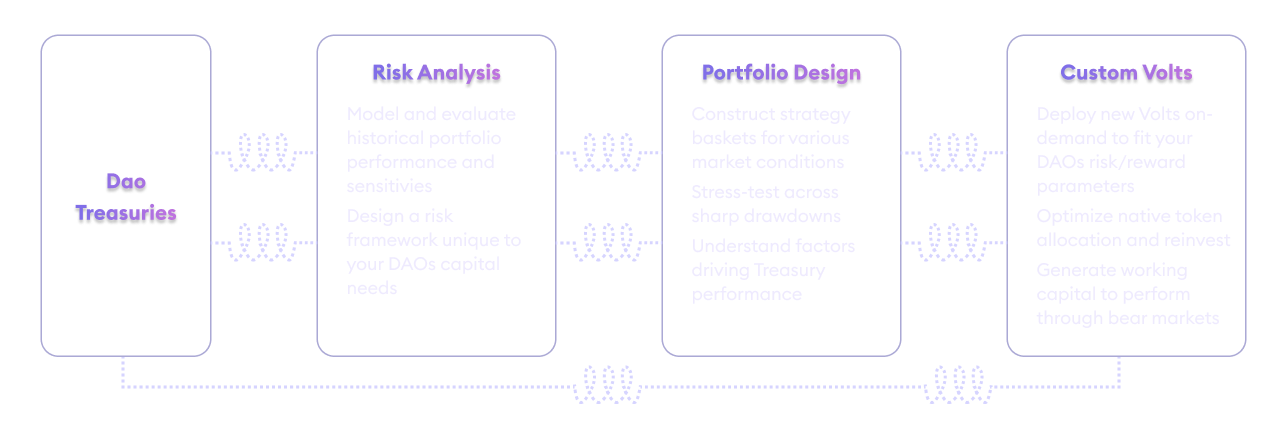 Dao
Treasuries
Risk Analysis
Model and evaluate
historical portfolio
performance and
sensitivies
Design a risk
framework unique to
your DAOs capital
needs
Portfolio Design
Construct strategy
baskets for various
market conditions
Stress-test across
sharp drawdowns
Understand factors
driving Treasury
performance
Custom Volts
Deploy new Volts on-
demand to fit your
DAOs risk/reward
parameters
Optimize native token
allocation and reinvest
Generate working
capital to perform
through bear markets